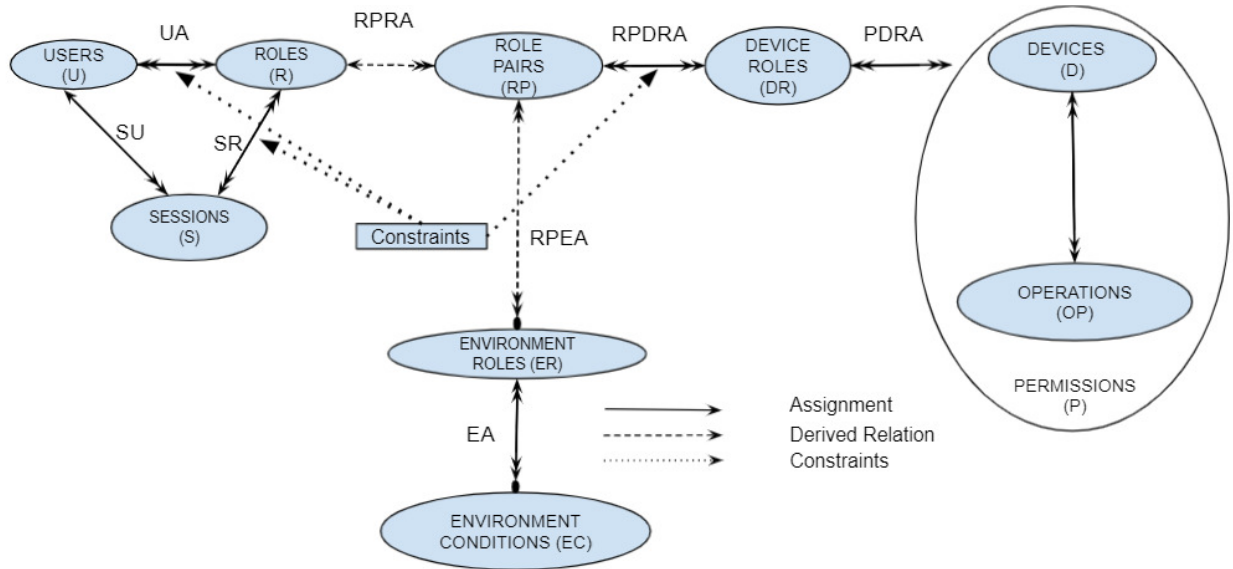 UA
RPRA
RPDRA
PDRA
USERS
(U)
ROLES
(R)
ROLE
PAIRS
(RP)
DEVICE
ROLES
(DR)
DEVICES
(D)
SU
SR
SESSIONS
(S)
Constraints
RPEA
OPERATIONS
(OP)
ENVIRONMENT
ROLES (ER)
PERMISSIONS
(P)
EA
Assignment
Derived Relation
Constraints
ENVIRONMENT
CONDITIONS (EC)